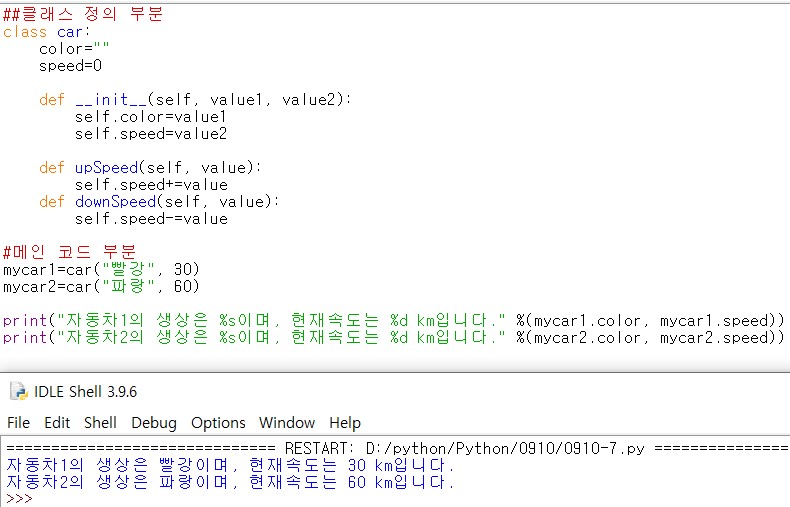 ##클래스 정의 부분
class car:
    color=""
    speed=0

    def __init__(self, value1, value2):
        self.color=value1
        self.speed=value2

    def upSpeed(self, value):
        self.speed+=value
    def downSpeed(self, value):
        self.speed-=value

#메인 코드 부분
mycar1=car("빨강", 30)
mycar2=car("파랑", 60)

print("자동차1의 생상은 %s이며, 현재속도는 %d km입니다." %(mycar1.color, mycar1.speed))
print("자동차2의 생상은 %s이며, 현재속도는 %d km입니다." %(mycar2.color, mycar2.speed))
IDLE Shell 3.9.6
File Edit Shell Debug Options Window Help
============================== RESTART: D:/python/Python/0910/0910-7.py ===============
자동차1의 생상은 빨강이며, 현재속도는 30 km입니다.
자동차2의 생상은 파랑이며, 현재속도는 60 km입니다.
>>>